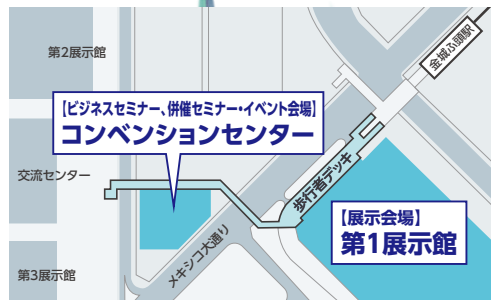 第2展示館
金城ふ頭駅
【ビジネスセミナー、併催セミナー・イベント会場】
コンベンションセンター
交流センター
歩行者デッキ
【展示会場】
第1展示館
メキシコ大通り
第3展示館